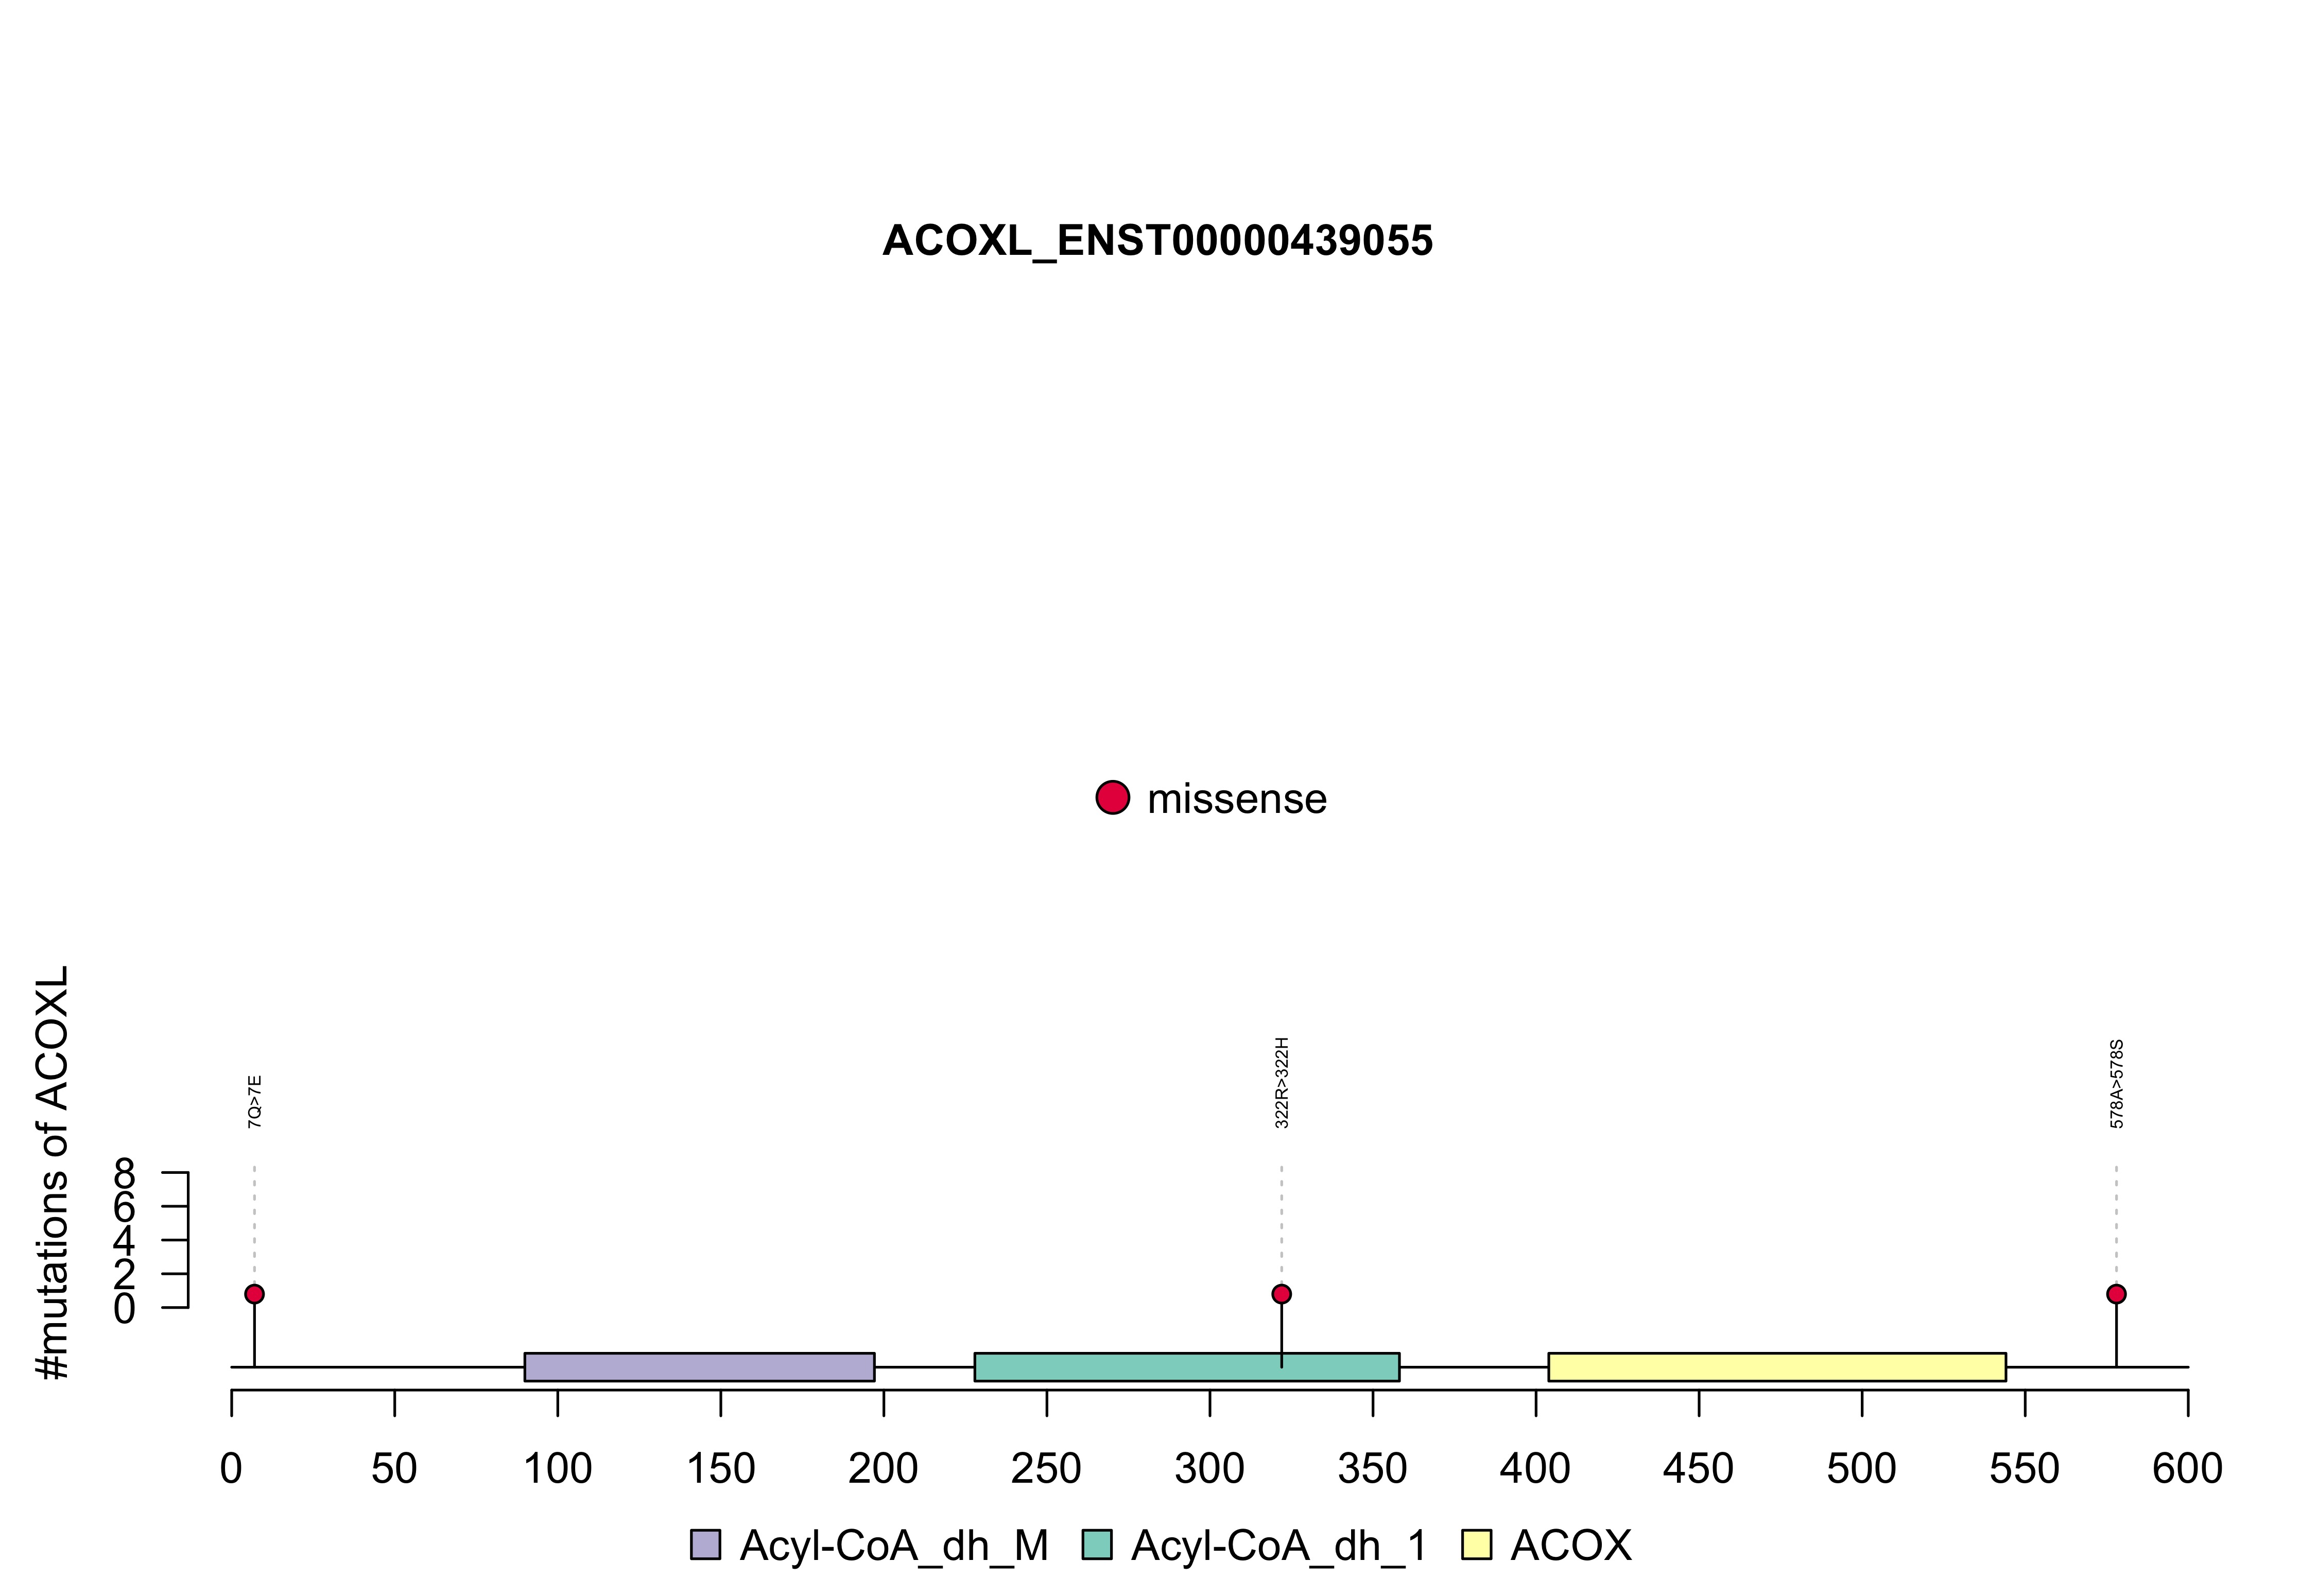 ACOXL_ENST00000439055
missense
#mutations of ACOXL
7Q>7E
322R>322H
578A>578S
8
6
4
2
0
0 50 100 150 200 250 300 350 400 450 500 550 600
Acyl-CoA_dh_M Acyl-CoA_dh_1 ACOX